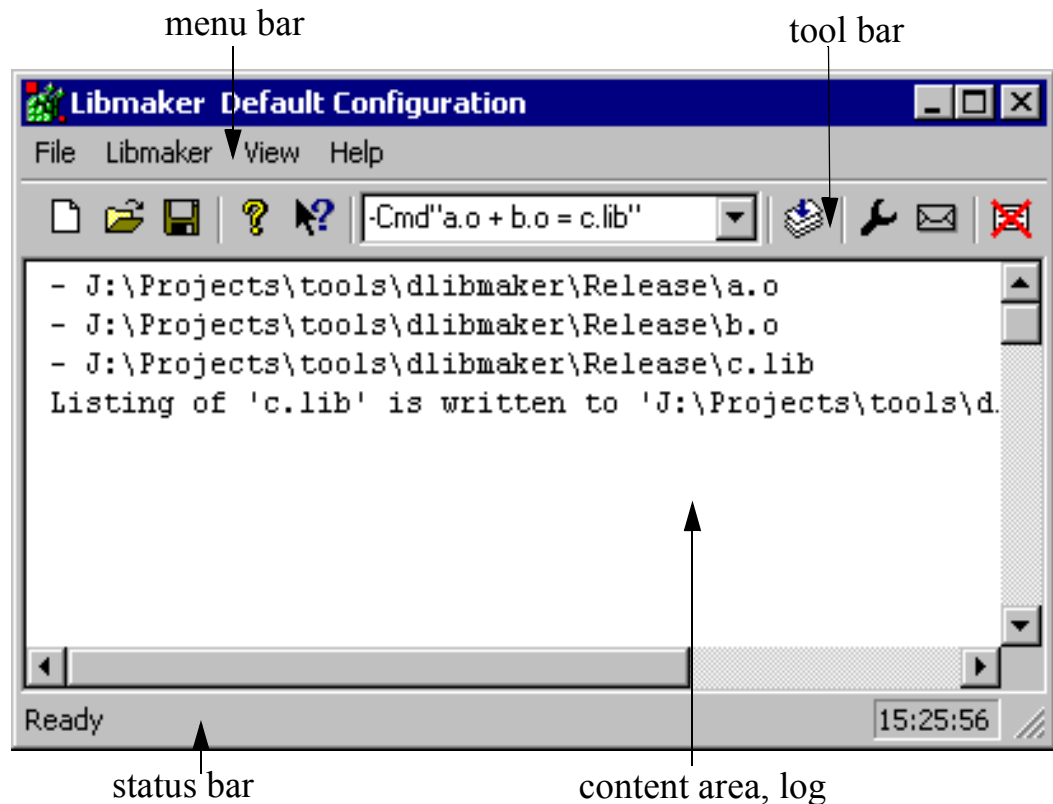 menu bar
tool bar
Libmaker Default Configuration
File Libmaker View Help
-Cmd"a.o + b.o = c.lib"
- J:\Projects\tools\dlibmaker\Release\a.o
- J:\Projects\tools\dlibmaker\Release\b.o
- J:\Projects\tools\dlibmaker\Release\c.lib
Listing of 'c.lib' is written to 'J:\Projects\tools\d.
Ready
15:25:56
status bar
content area, log